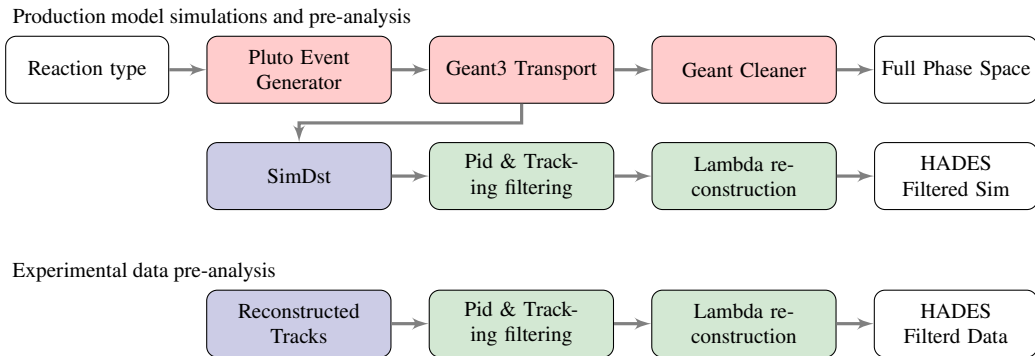 Production model simulations and pre-analysis
Reaction type
Pluto Event
Generator
Geant3 Transport
Geant Cleaner
Full Phase Space
SimDst
Pid & Track-
ing filtering
Lambda re-
construction
HADES
Filtered Sim
Experimental data pre-analysis
Reconstructed
Tracks
Pid & Track-
ing filtering
Lambda re-
construction
HADES
Filterd Data